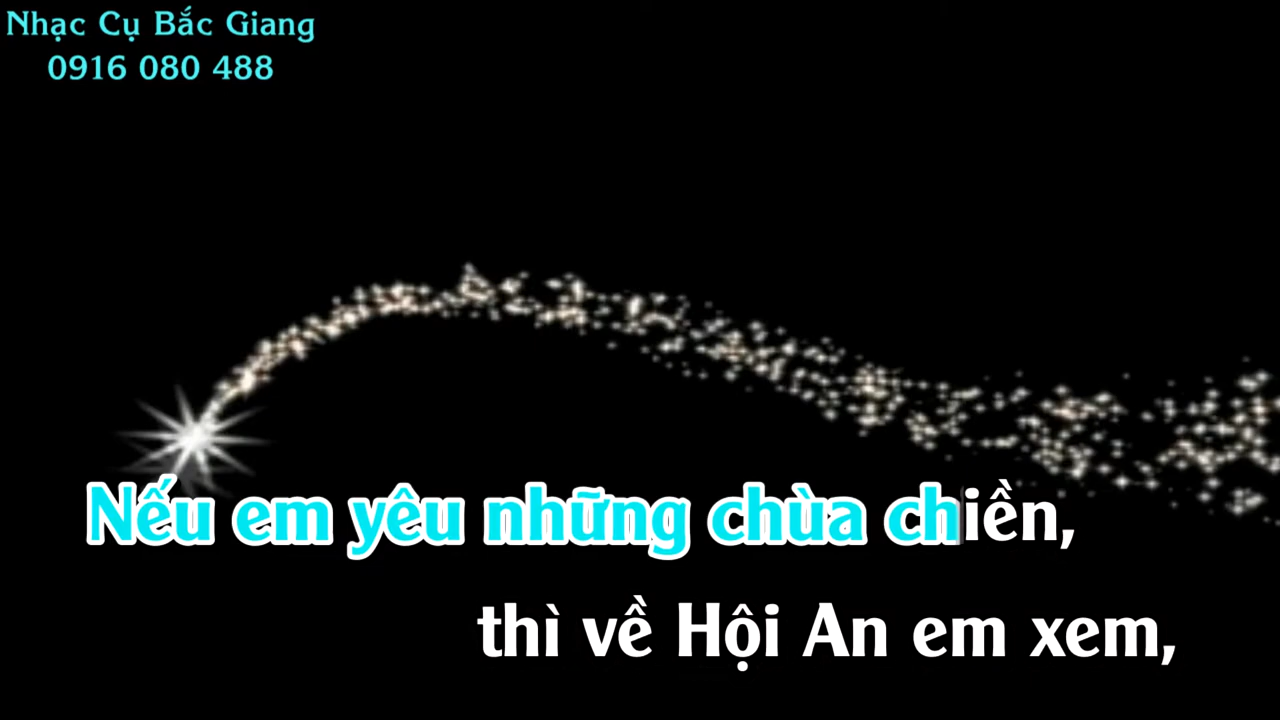 Nhạc Cụ Bắc Giang
0916 080 488
Nếu em yêu những chùa chiền,
thì về Hội An em xem,